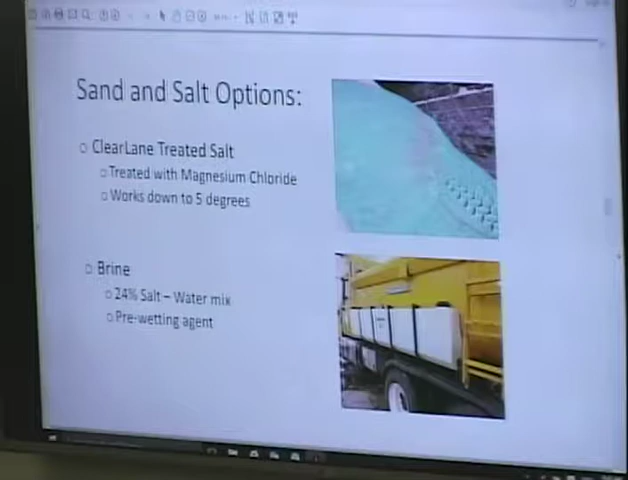 Sand and Salt Options:
ClearLane Treated Salt
Treated with Magnesium Chloride
Works down to 5 degrees
Brine
24% Salt – Water mix
Pre-wetting agent